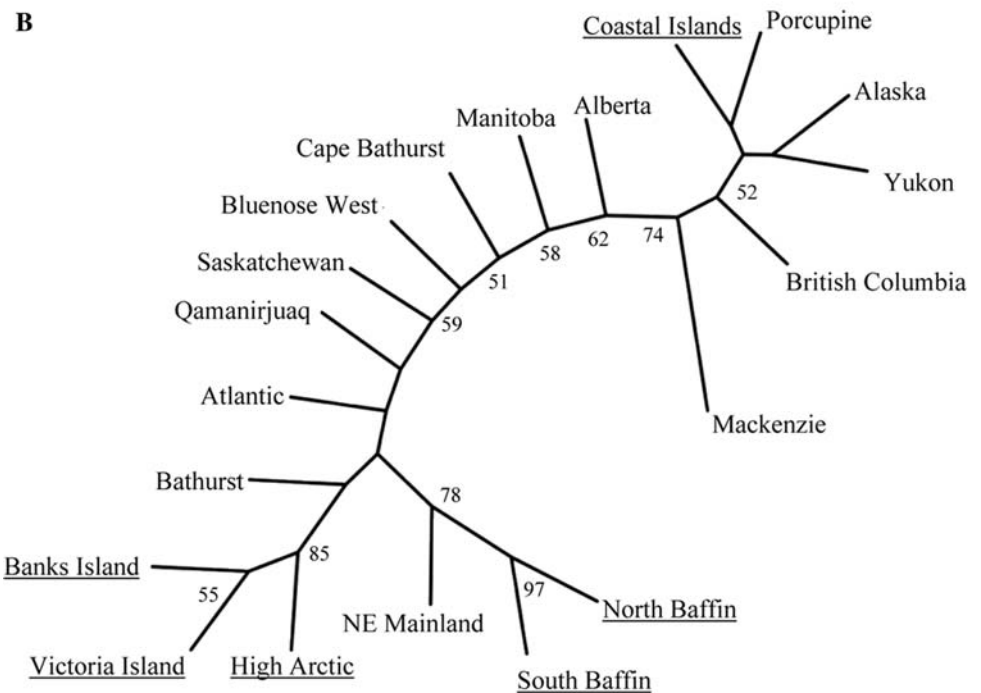 B
Coastal Islands
Porcupine
Alaska
Yukon
52
British Columbia
Mackenzie
74
Alberta
62
Manitoba
58
Cape Bathurst
51
Bluenose West
Saskatchewan
59
Qamanirjuaq
Atlantic
Bathurst
85
Banks Island
55
Victoria Island
High Arctic
78
NE Mainland
97
North Baffin
South Baffin